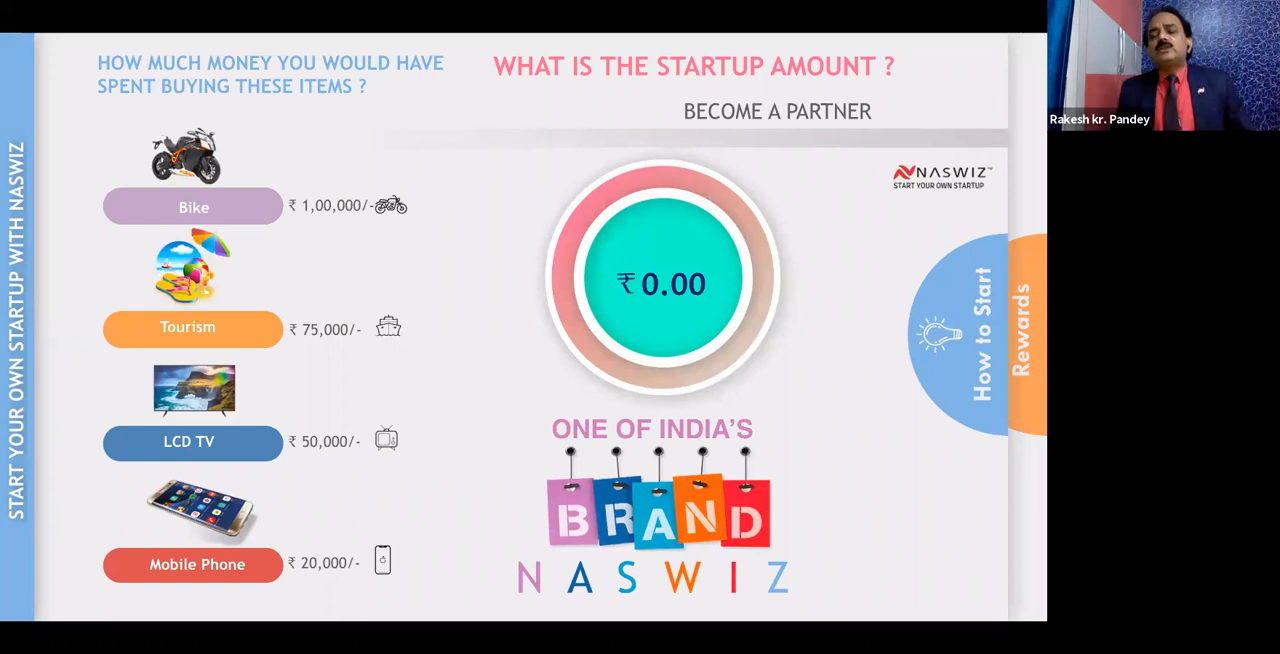 START YOUR OWN STARTUP WITH NASWIZ
HOW MUCH MONEY YOU WOULD HAVE
SPENT BUYING THESE ITEMS ?
Bike ₹ 1,00,000/-
Tourism ₹ 75,000/-
LCD TV ₹ 50,000/-
Mobile Phone ₹ 20,000/-
WHAT IS THE STARTUP AMOUNT ?
BECOME A PARTNER
NASWIZ™
START YOUR OWN STARTUP
₹ 0.00
ONE OF INDIA'S
BRAND
NASWIZ
How to Start
Rewards
Rakesh kr. Pandey